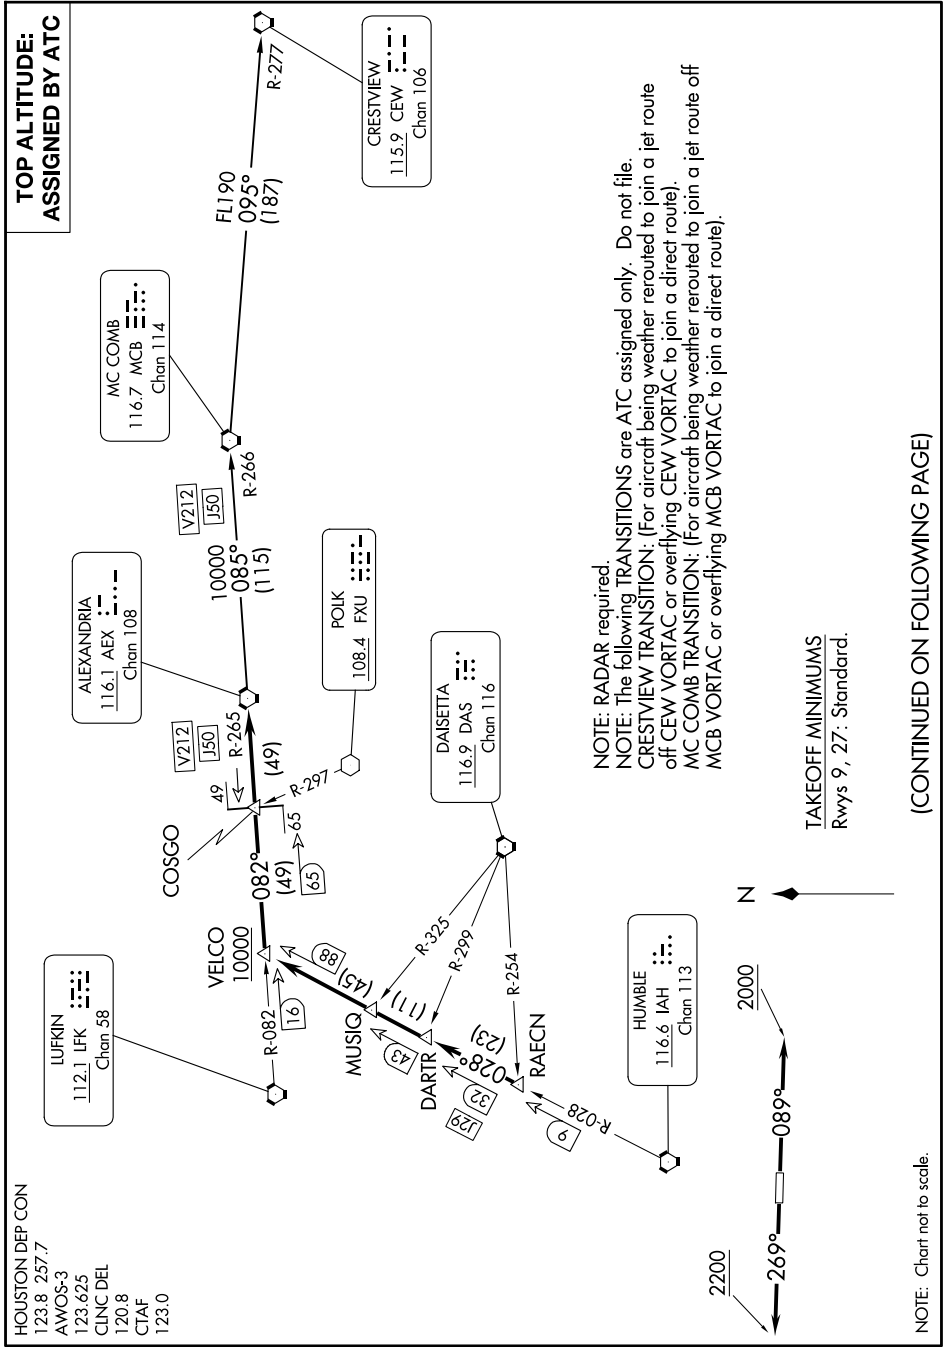 TOP ALTITUDE:
ASSIGNED BY ATC
HOUSTON DEP CON
123.8 257.7
AWOS-3
123.625
CLNC DEL
120.8
CTAF
123.0
LUFKIN
112.1 LFK
Chan 58
ALEXANDRIA
116.1 AEX
Chan 108
MC COMB
116.7 MCB
Chan 114
CRESTVIEW
115.9 CEW
Chan 106
POLK
108.4 FXU
DAISETTA
116.9 DAS
Chan 116
HUMBLE
116.6 IAH
Chan 113
R-277
FL190
095°
(187)
R-266
V212
J50
10000
085°
(115)
V212
J50
R-265
(49)
49
COSGO
R-297
65
65
082°
(49)
VELCO
10000
R-082
16
88
(45)
MUSIQ
43
(11)
DARTR
32
J29
(23)
028°
RAECN
9
R-028
R-325
R-299
R-254
NOTE: RADAR required.
NOTE: The following TRANSITIONS are ATC assigned only. Do not file.
CRESTVIEW TRANSITION: (For aircraft being weather rerouted to join a jet route
off CEW VORTAC or overflying CEW VORTAC to join a direct route).
MC COMB TRANSITION: (For aircraft being weather rerouted to join a jet route off
MCB VORTAC or overflying MCB VORTAC to join a direct route).
TAKEOFF MINIMUMS
Rwys 9, 27: Standard.
N
2200
269°
089°
2000
NOTE: Chart not to scale.
(CONTINUED ON FOLLOWING PAGE)